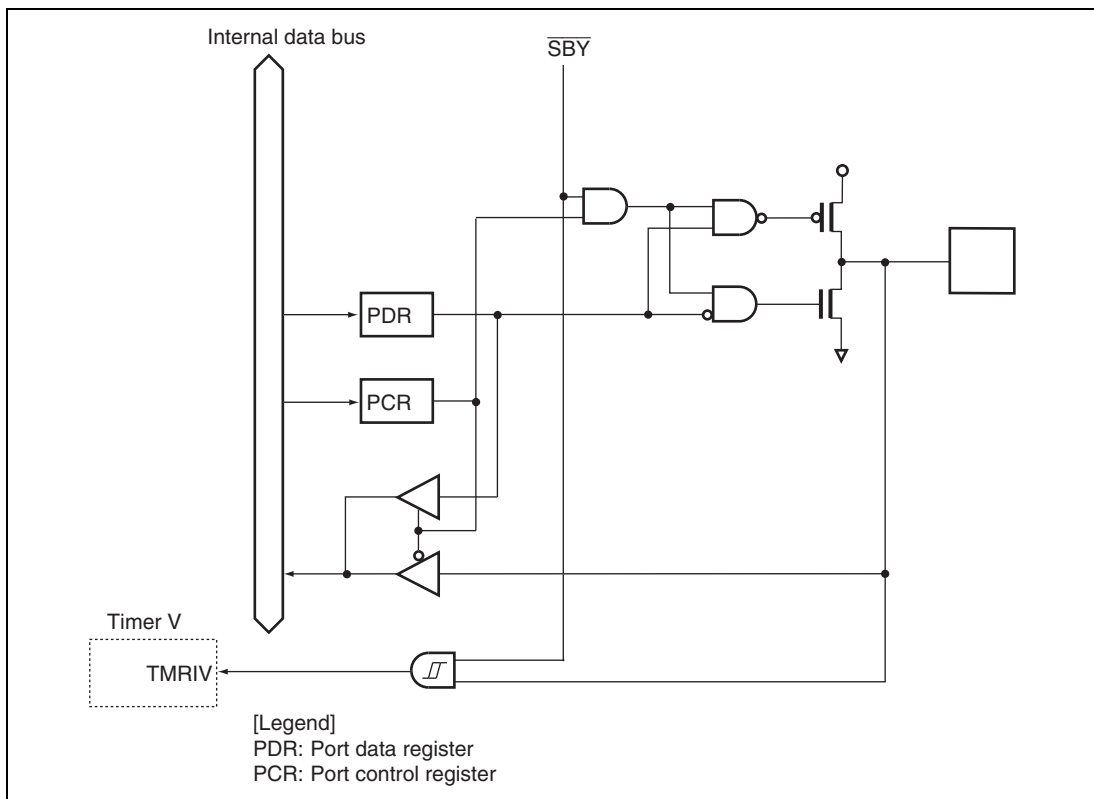 Internal data bus
SBY
PDR
PCR
Timer V
TMRIV
[Legend]
PDR: Port data register
PCR: Port control register